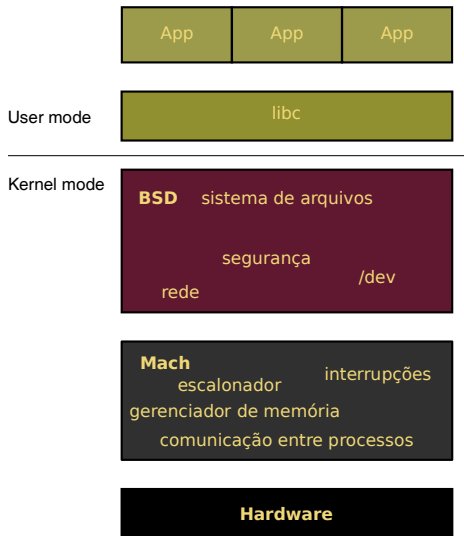 App App App
libc
User mode
Kernel mode
BSD sistema de arquivos
segurança
/dev
rede
Mach
interrupções
escalonador
gerenciador de memória
comunicação entre processos
Hardware